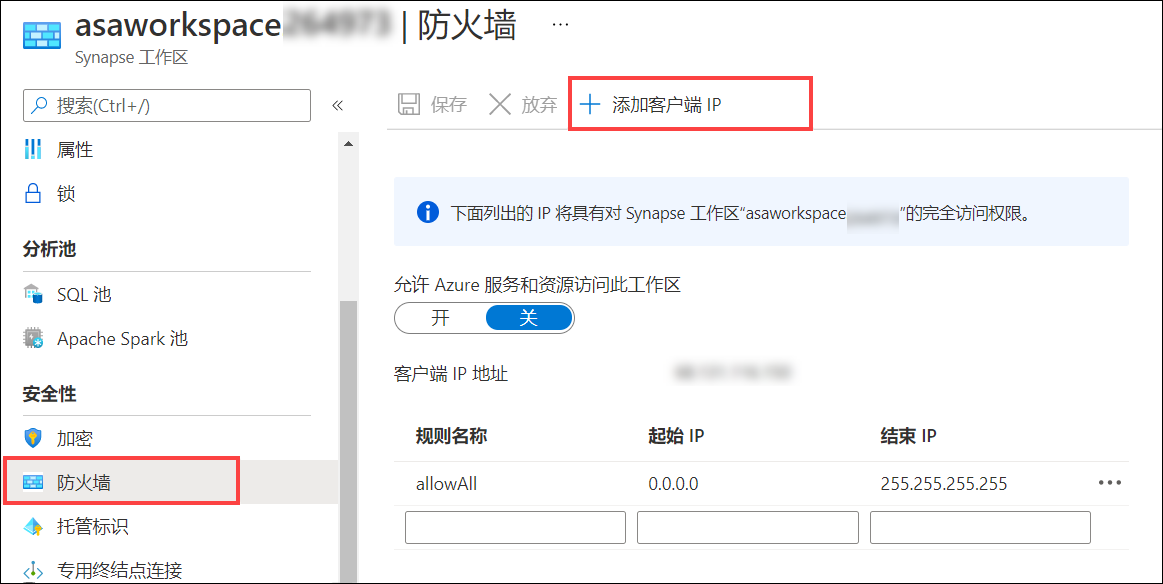 asaworkspace | 防火墙 ...
Synapse 工作区
搜索(Ctrl+/)
«
保存
放弃
添加客户端 IP
属性
锁
分析池
SQL 池
Apache Spark 池
安全性
加密
防火墙
托管标识
专用终结点连接
下面列出的 IP 将具有对 Synapse 工作区“asaworkspace ”的完全访问权限。
允许 Azure 服务和资源访问此工作区
开 关
客户端 IP 地址
规则名称 起始 IP 结束 IP
allowAll 0.0.0.0 255.255.255.255 •••